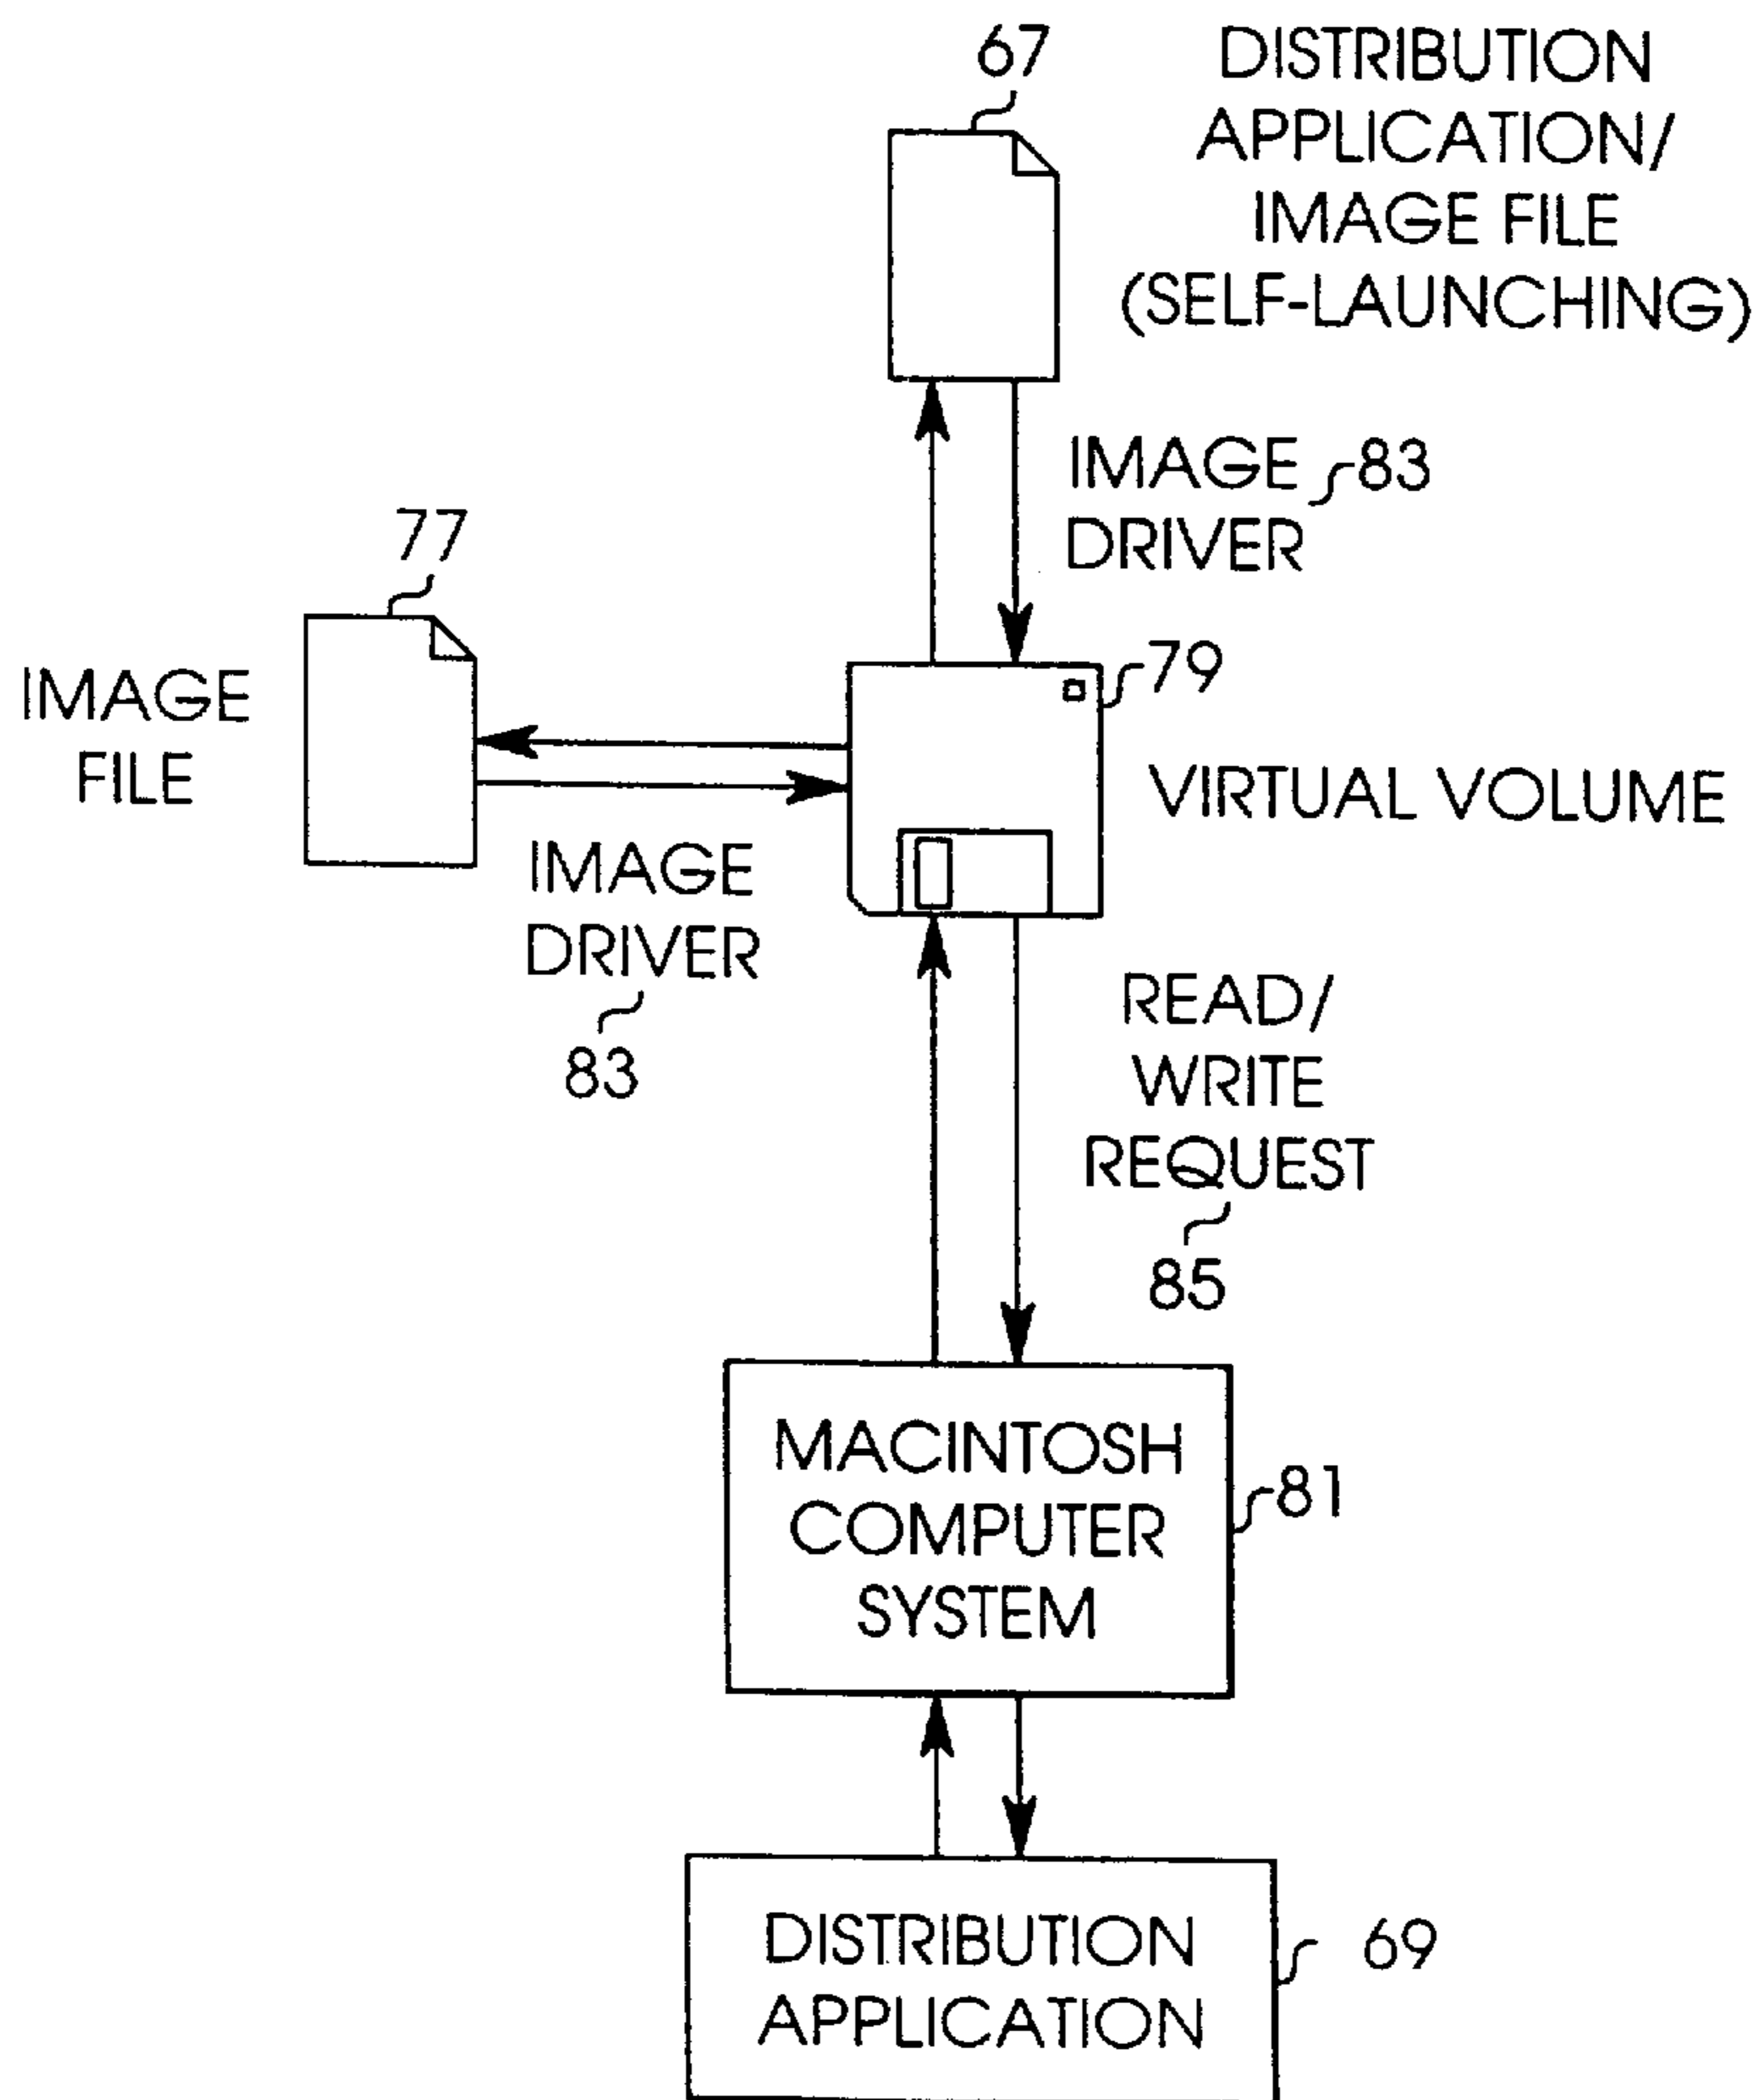 67
DISTRIBUTION
APPLICATION/
IMAGE FILE
(SELF-LAUNCHING)
IMAGE
DRIVER
83
77
IMAGE
FILE
79
VIRTUAL VOLUME
IMAGE
DRIVER
83
READ/
WRITE
REQUEST
85
MACINTOSH
COMPUTER
SYSTEM
81
DISTRIBUTION
APPLICATION
69